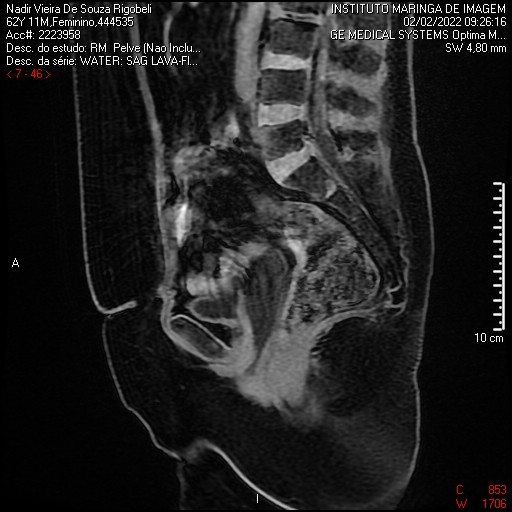 Nadir Vieira De Souza Rigobeli
62Y 11M,Feminino,444535
Acc#: 2223958
Desc. do estudo: RM  Pelve (Nao Inclu...
Desc. da série: WATER: SAG LAVA-Fl...
< 7 - 46 >
INSTITUTO MARINGA DE IMAGEM
02/02/2022 09:26:16
GE MEDICAL SYSTEMS Optima M...
SW 4,80 mm
A
10 cm
I
C 853
W 1706